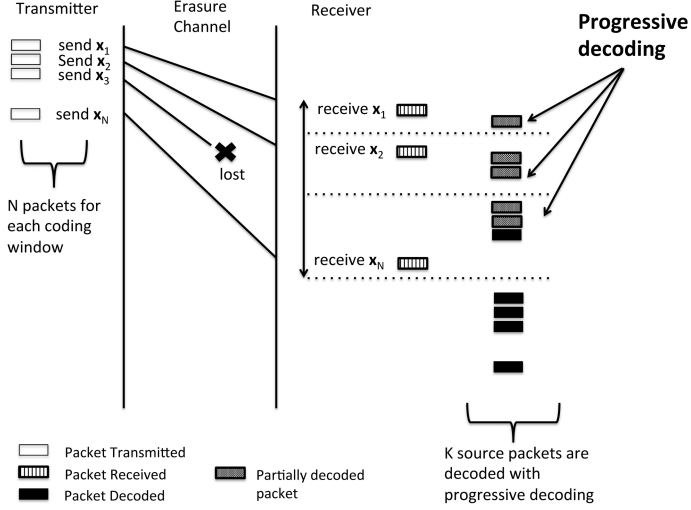 Transmitter
Erasure
Channel
Receiver
Progressive
decoding
send x₁
Send x₂
send x₃
send x_N
receive x₁
receive x₂
lost
receive x_N
N packets for
each coding
window
K source packets are
decoded with
progressive decoding
Packet Transmitted
Packet Received
Packet Decoded
Partially decoded
packet